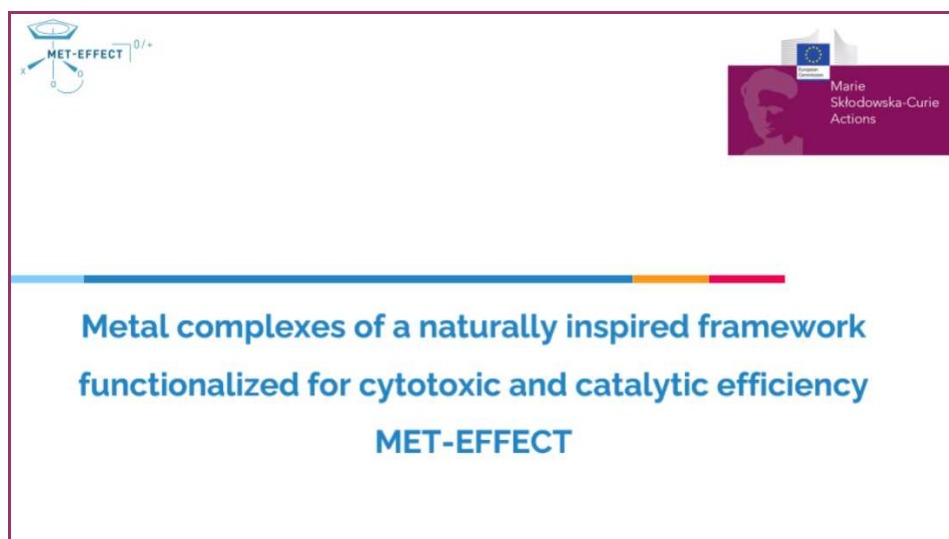 MET-EFFECT
0/+
X
O
O
European
Commission
Marie
Skłodowska-Curie
Actions
Metal complexes of a naturally inspired framework
functionalized for cytotoxic and catalytic efficiency
MET-EFFECT